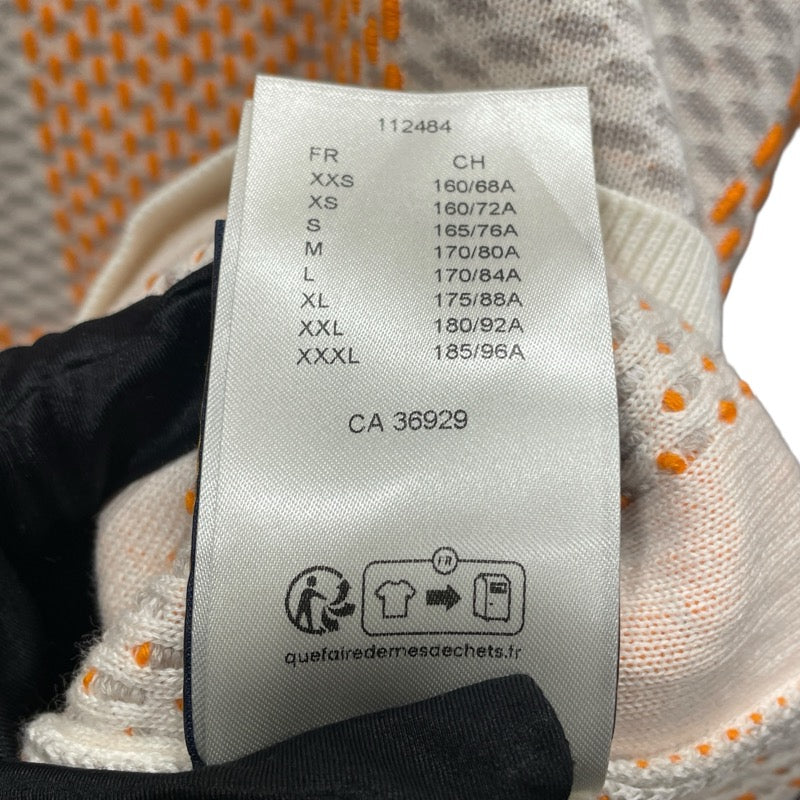 112484
FR CH
XXS 160/68A
XS 160/72A
S 165/76A
M 170/80A
L 170/84A
XL 175/88A
XXL 180/92A
XXXL 185/96A
CA 36929
FR
quefairedemesdechets.fr